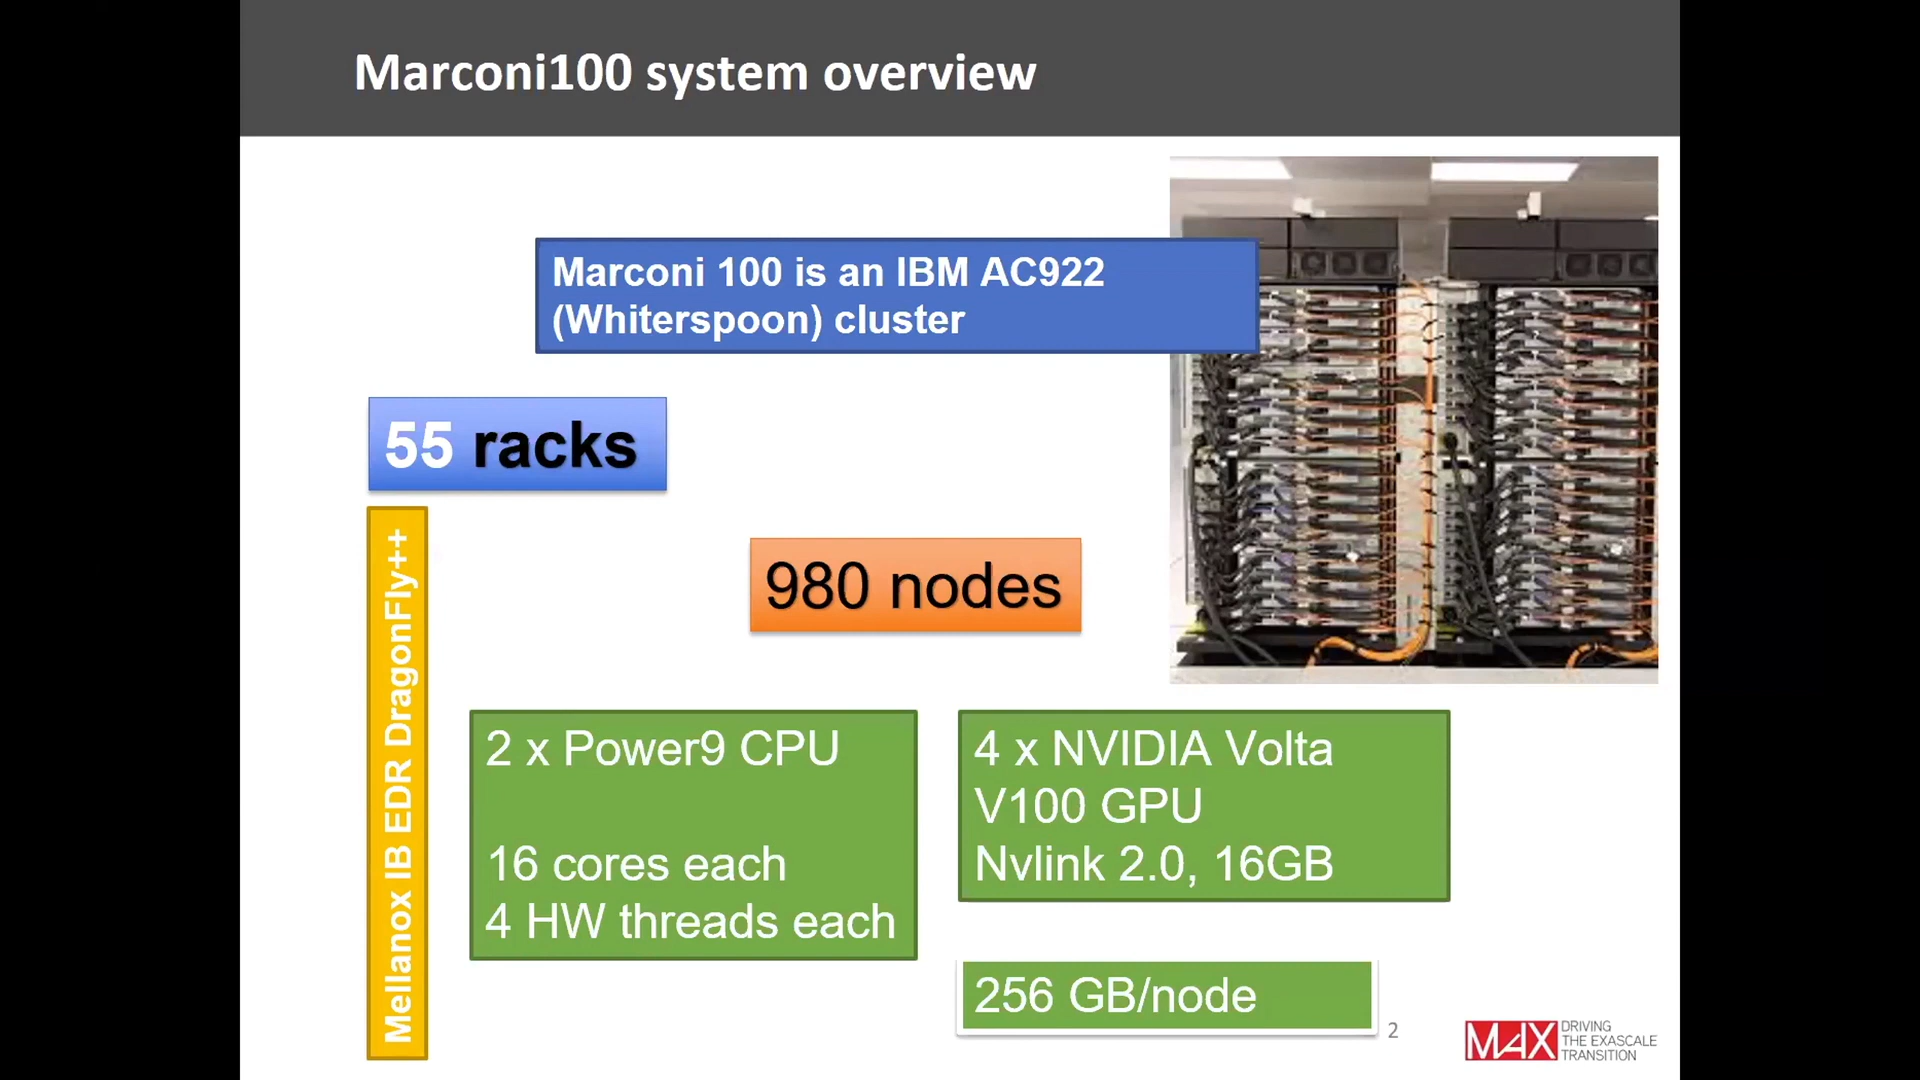 Marconi100 system overview
Marconi 100 is an IBM AC922
(Whiterspoon) cluster
55 racks
Mellanox IB EDR DragonFly++
980 nodes
2 x Power9 CPU
16 cores each
4 HW threads each
4 x NVIDIA Volta
V100 GPU
Nvlink 2.0, 16GB
256 GB/node
2
MAX
DRIVING
THE EXASCALE
TRANSITION